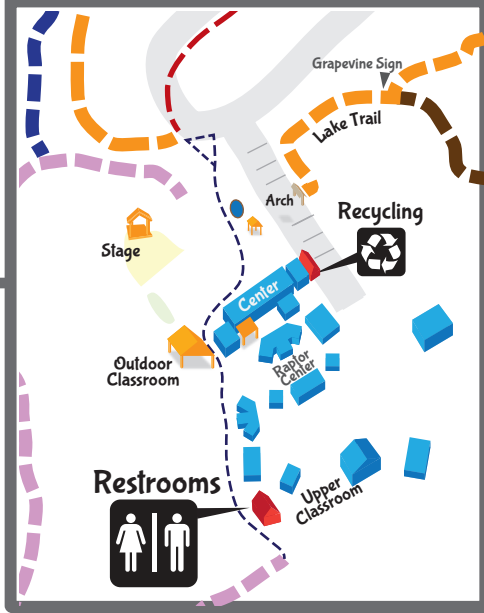 Grapevine Sign
Lake Trail
Arch
Recycling
Stage
Center
Outdoor
Classroom
Raptor
Center
Restrooms
Upper
Classroom